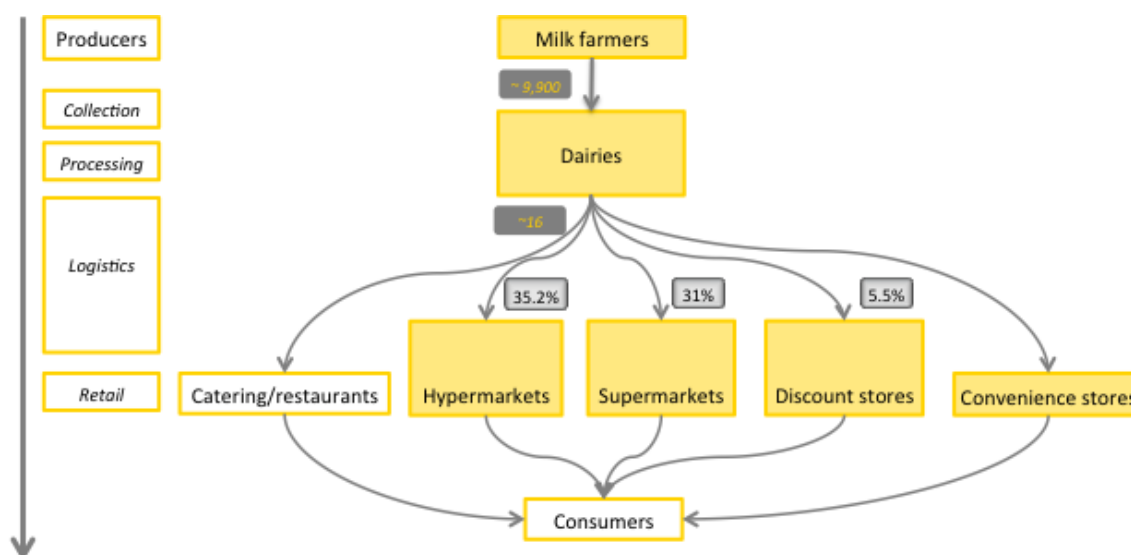 Producers
Milk farmers
~ 9,900
Collection
Dairies
Processing
~16
Logistics
35.2%
31%
5.5%
Retail
Catering/restaurants
Hypermarkets
Supermarkets
Discount stores
Convenience stores
Consumers